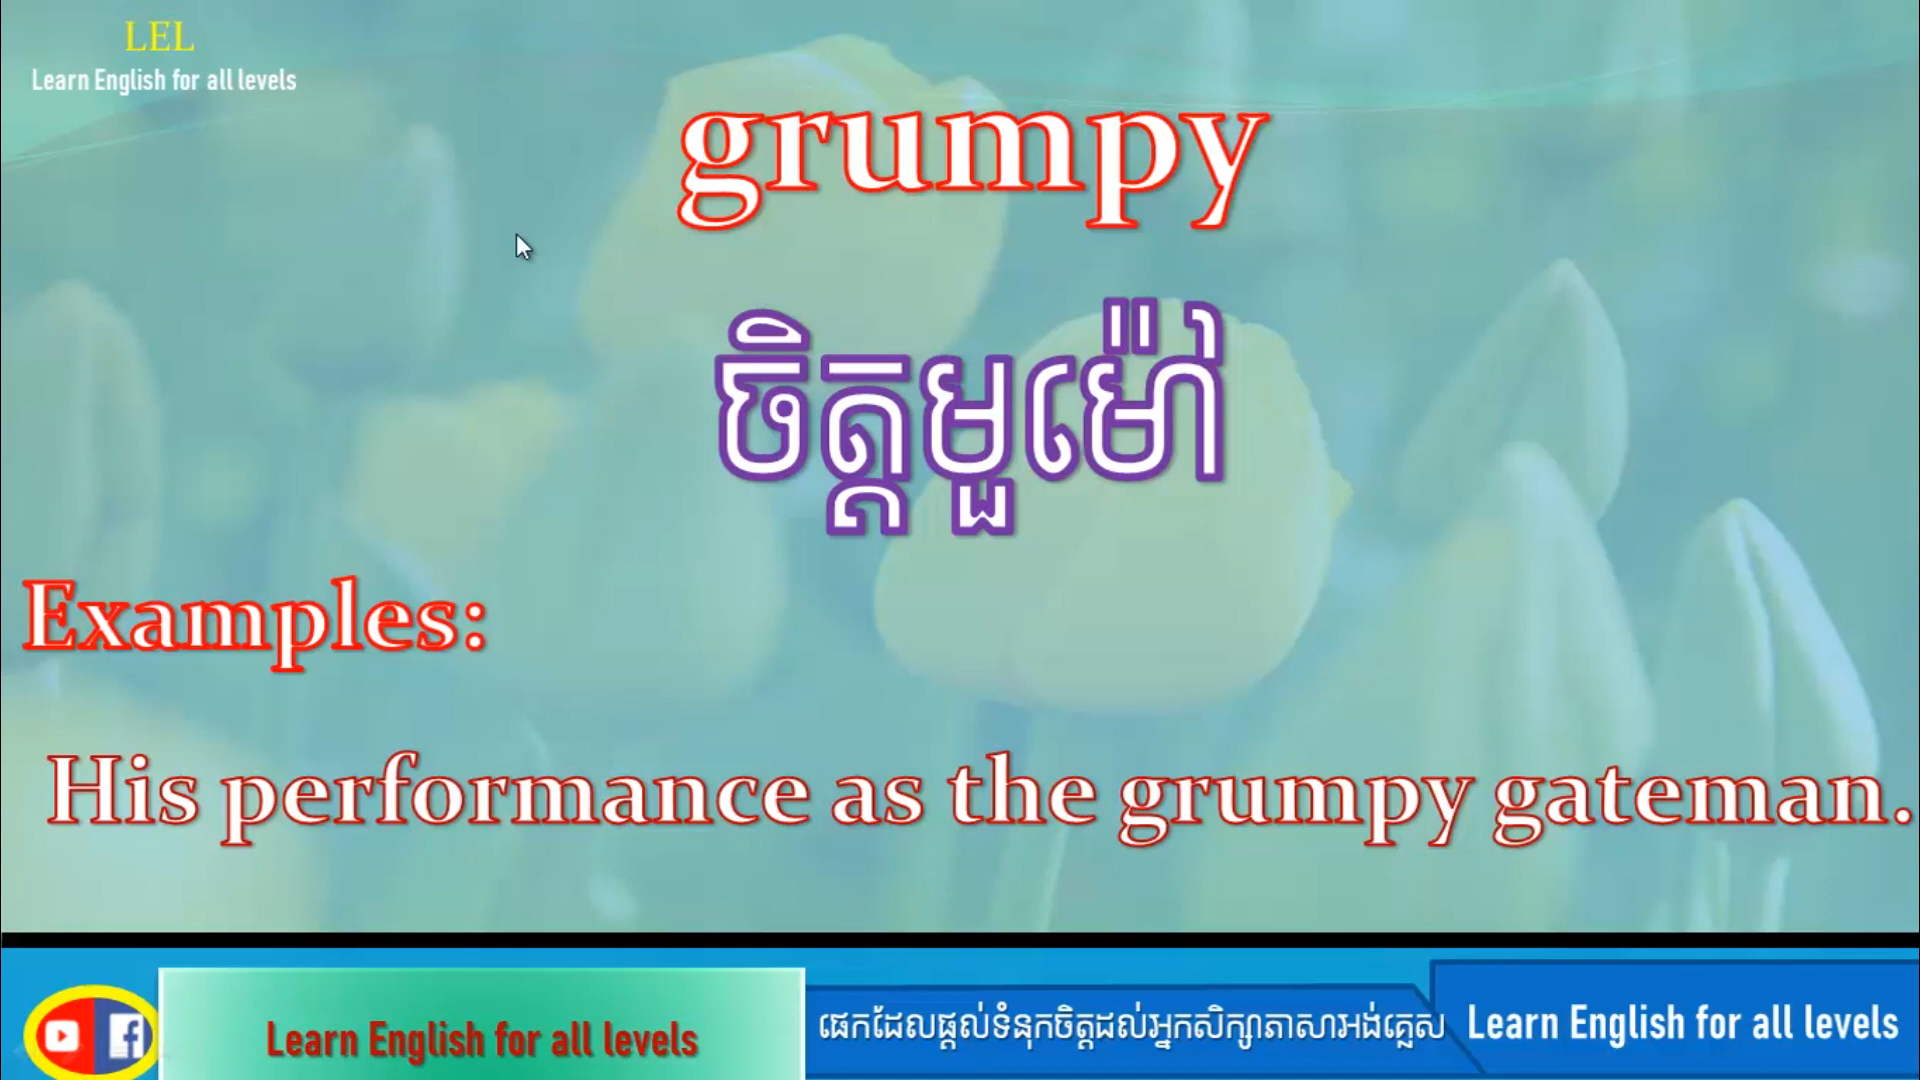 LEL
Learn English for all levels
grumpy
ចិត្តមួម៉ៅ
Examples:
His performance as the grumpy gateman.
Learn English for all levels
ផេកដែលផ្ដល់ទំនុកចិត្តដល់អ្នកសិក្សាភាសាអង់គ្លេស
Learn English for all levels